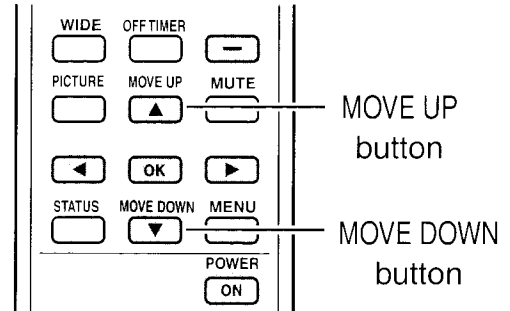 WIDE OFF TIMER
−
PICTURE MOVE UP MUTE
▲
MOVE UP
button
◀ OK ▶
STATUS MOVE DOWN MENU
▼
MOVE DOWN
button
POWER
ON